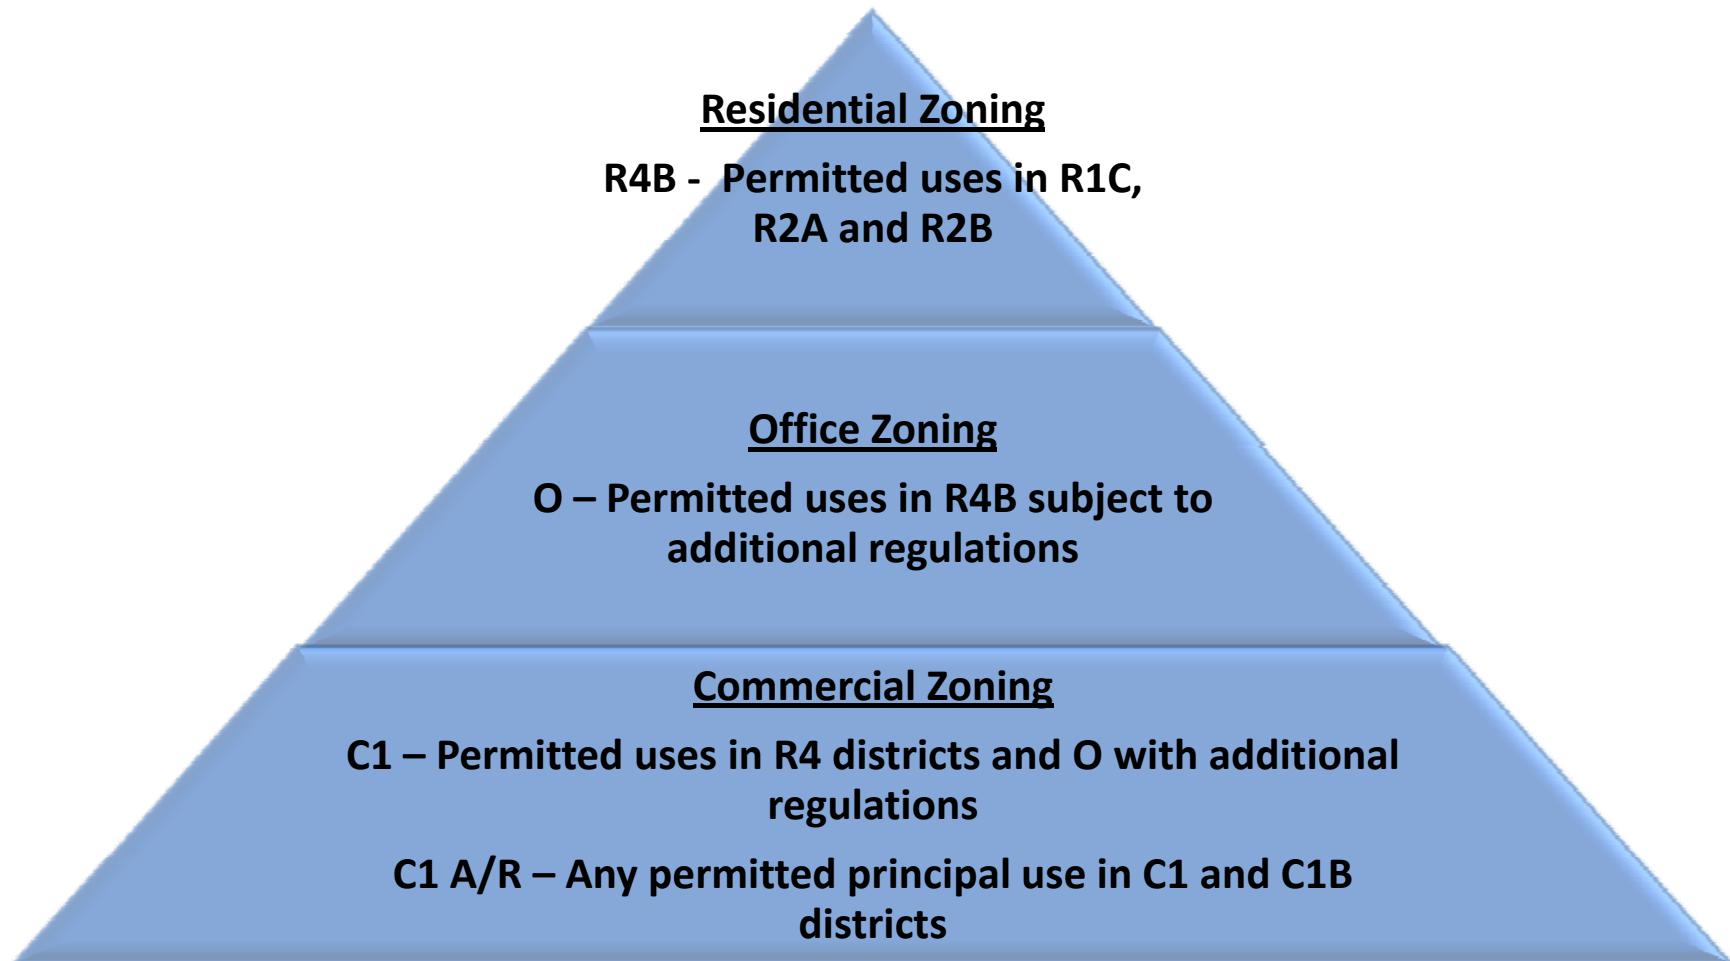 Residential Zoning
R4B -  Permitted uses in R1C,
R2A and R2B
Office Zoning
O – Permitted uses in R4B subject to
additional regulations
Commercial Zoning
C1 – Permitted uses in R4 districts and O with additional
regulations
C1 A/R – Any permitted principal use in C1 and C1B
districts